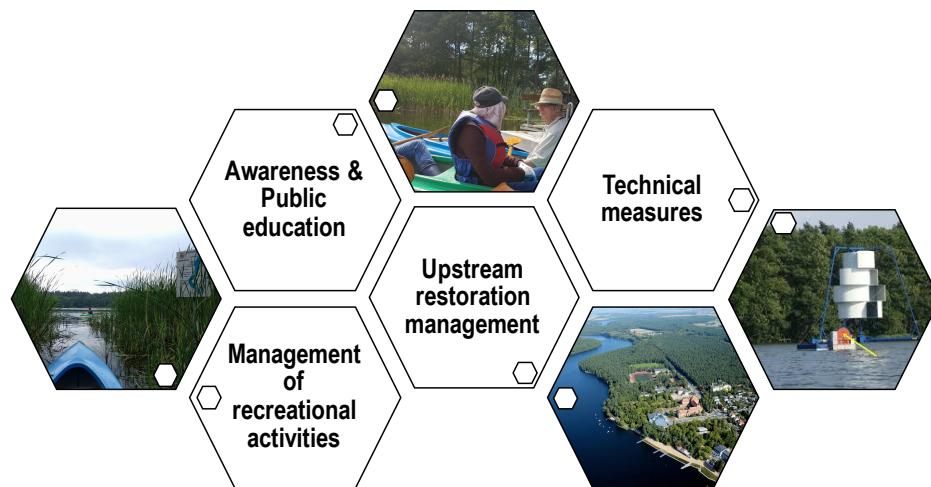 Awareness &
Public
education
Technical
measures
Upstream
restoration
management
Management
of
recreational
activities